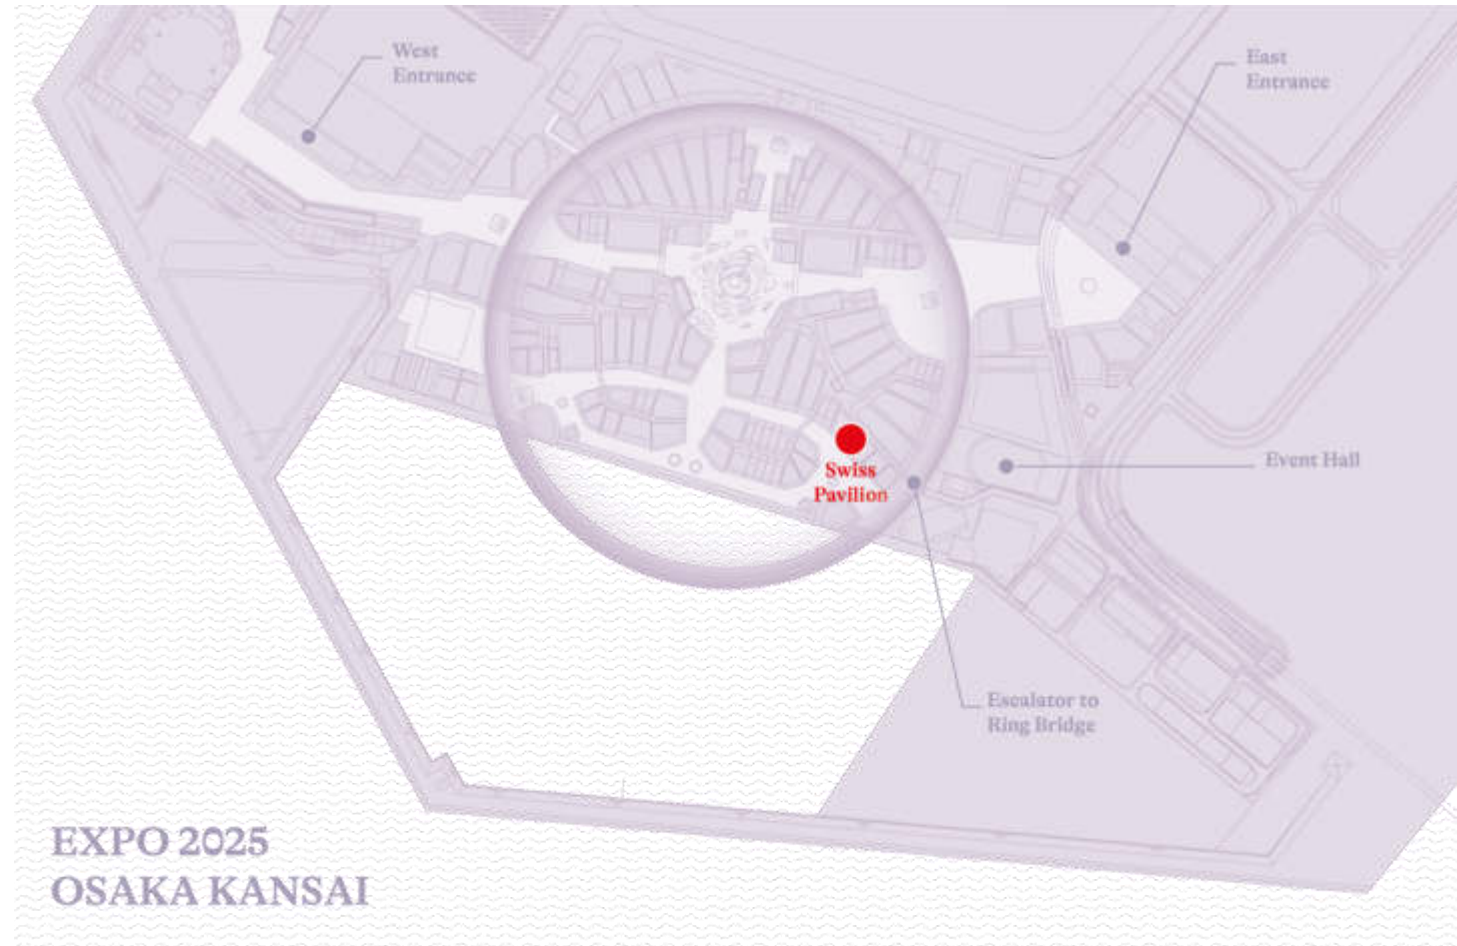 West
Entrance
East
Entrance
Swiss
Pavilion
Event Hall
Escalator to
Ring Bridge
EXPO 2025
OSAKA KANSAI